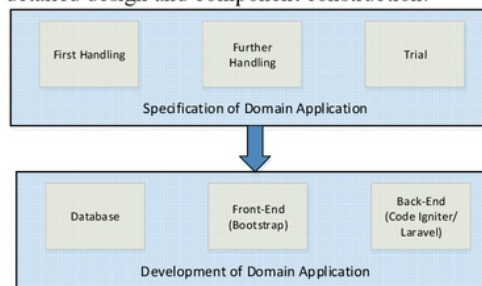 detailed design and component construction.
First Handling
Further
Handling
Trial
Specification of Domain Application
Database
Front-End
(Bootstrap)
Back-End
(Code Igniter/
Laravel)
Development of Domain Application